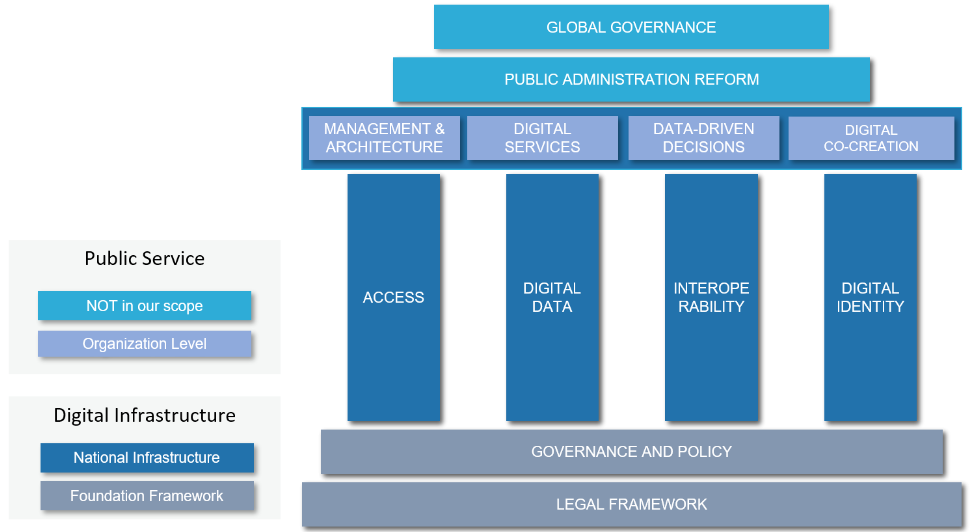 GLOBAL GOVERNANCE
PUBLIC ADMINISTRATION REFORM
MANAGEMENT &
ARCHITECTURE
DIGITAL
SERVICES
DATA-DRIVEN
DECISIONS
DIGITAL
CO-CREATION
ACCESS
DIGITAL
DATA
INTEROPE
RABILITY
DIGITAL
IDENTITY
GOVERNANCE AND POLICY
LEGAL FRAMEWORK
Public Service
NOT in our scope
Organization Level
Digital Infrastructure
National Infrastructure
Foundation Framework